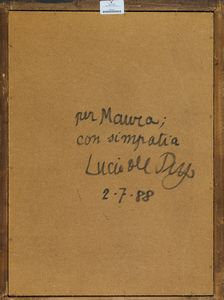 per Maura;
con simpatia
Lucio del Pezzo
2-7-88